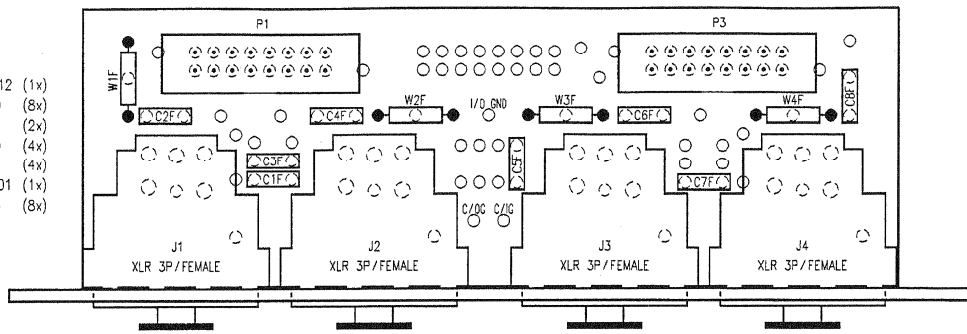 P1
P3
12 (1x)
(8x)
(2x)
(4x)
(4x)
01 (1x)
(8x)
W1F
C2F
C4F
W2F
I/O GND
W3F
C6F
W4F
C8F
C3F
C1F
C5F
C7F
C/OG C/IG
J1
XLR 3P/FEMALE
J2
XLR 3P/FEMALE
J3
XLR 3P/FEMALE
J4
XLR 3P/FEMALE